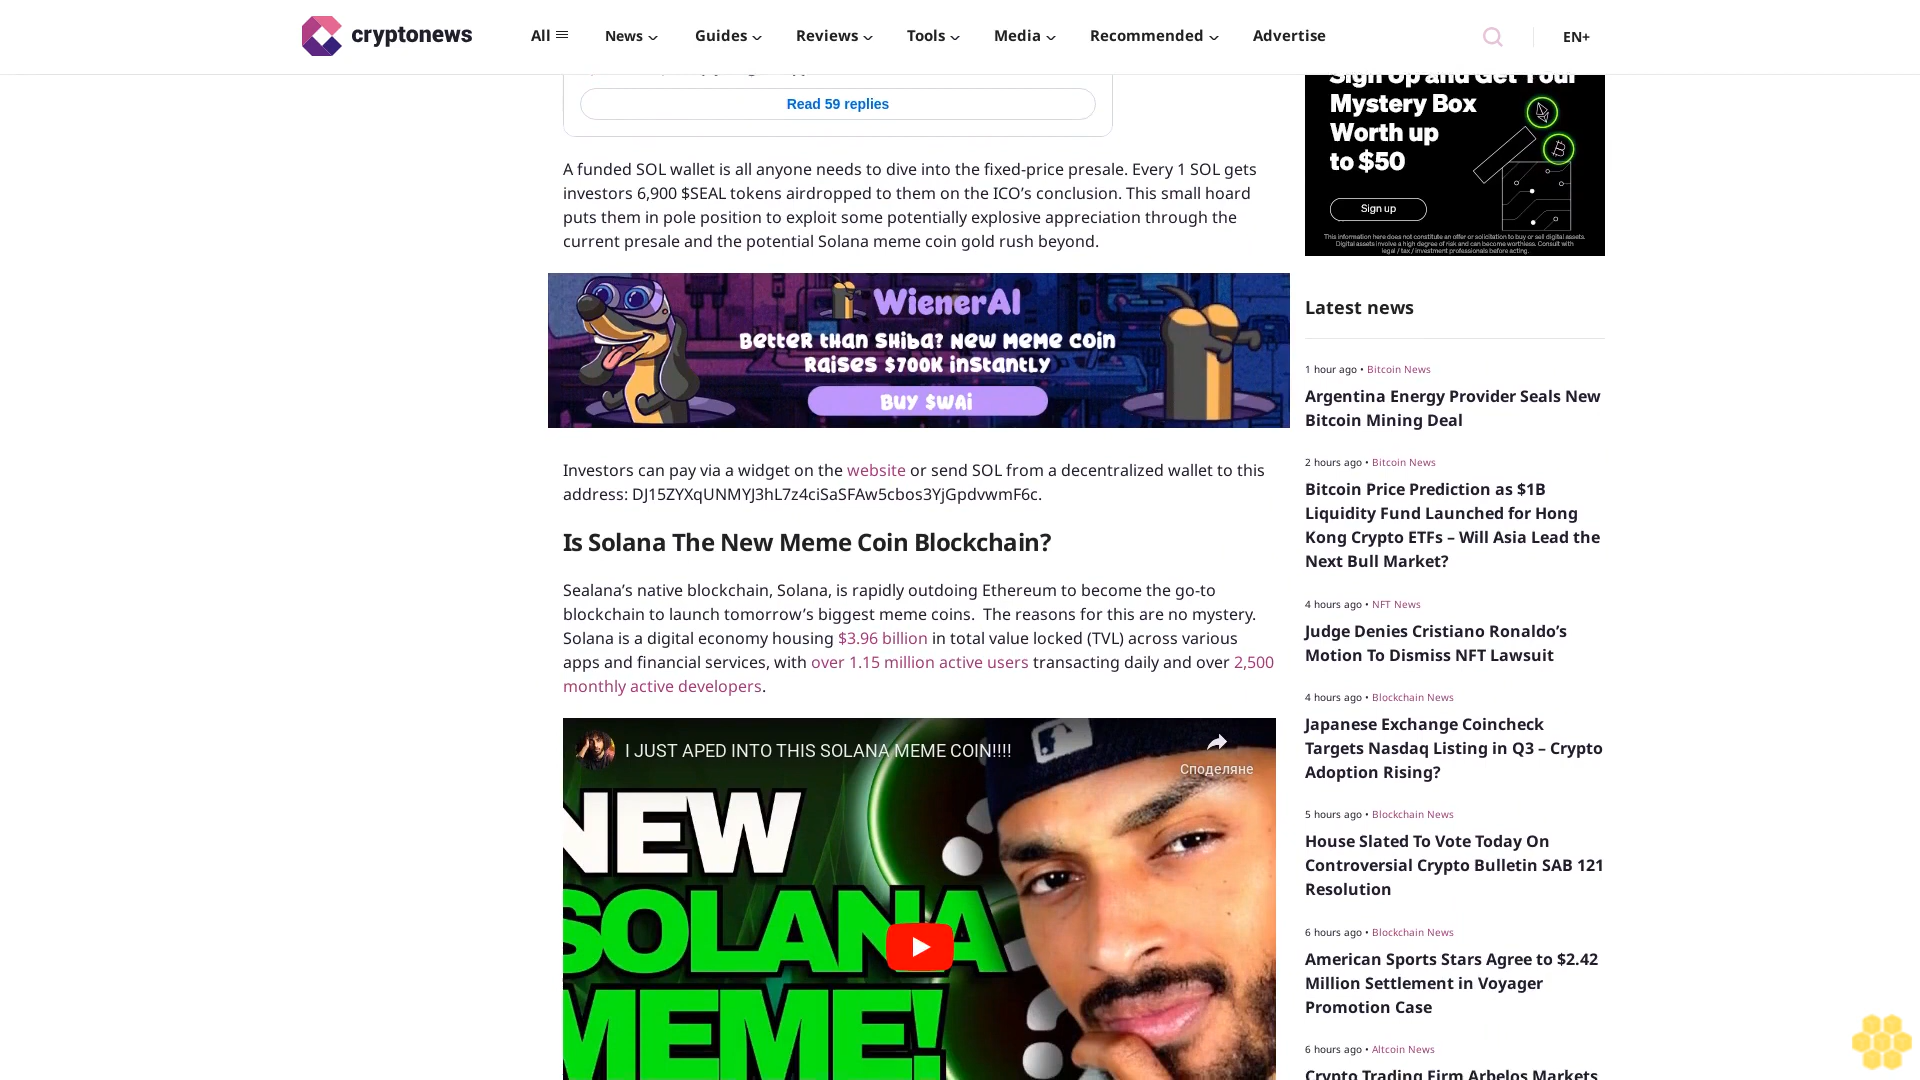 cryptonews
All
News
Guides
Reviews
Tools
Media
Recommended
Advertise
EN+
Read 59 replies
A funded SOL wallet is all anyone needs to dive into the fixed-price presale. Every 1 SOL gets
investors 6,900 $SEAL tokens airdropped to them on the ICO’s conclusion. This small hoard
puts them in pole position to exploit some potentially explosive appreciation through the
current presale and the potential Solana meme coin gold rush beyond.
WienerAI
Better than Shiba? New Meme Coin
Raises $700K instantly
Buy $WAI
Investors can pay via a widget on the website or send SOL from a decentralized wallet to this
address: DJ15ZYXqUNMYJ3hL7z4ciSaSFAw5cbos3YjGpdvwmF6c.
Is Solana The New Meme Coin Blockchain?
Sealana’s native blockchain, Solana, is rapidly outdoing Ethereum to become the go-to
blockchain to launch tomorrow’s biggest meme coins.  The reasons for this are no mystery.
Solana is a digital economy housing $3.96 billion in total value locked (TVL) across various
apps and financial services, with over 1.15 million active users transacting daily and over 2,500
monthly active developers.
I JUST APED INTO THIS SOLANA MEME COIN!!!!
Споделяне
NEW
SOLANA
MEME!
Sign Up and Get Your
Mystery Box
Worth up
to $50
Sign up
This information here does not constitute an offer or solicitation to buy or sell digital assets.
Digital assets involve a high degree of risk and can become worthless. Consult with
legal / tax / investment professionals before acting.
Latest news
1 hour ago • Bitcoin News
Argentina Energy Provider Seals New
Bitcoin Mining Deal
2 hours ago • Bitcoin News
Bitcoin Price Prediction as $1B
Liquidity Fund Launched for Hong
Kong Crypto ETFs – Will Asia Lead the
Next Bull Market?
4 hours ago • NFT News
Judge Denies Cristiano Ronaldo’s
Motion To Dismiss NFT Lawsuit
4 hours ago • Blockchain News
Japanese Exchange Coincheck
Targets Nasdaq Listing in Q3 – Crypto
Adoption Rising?
5 hours ago • Blockchain News
House Slated To Vote Today On
Controversial Crypto Bulletin SAB 121
Resolution
6 hours ago • Blockchain News
American Sports Stars Agree to $2.42
Million Settlement in Voyager
Promotion Case
6 hours ago • Altcoin News
Crypto Trading Firm Arbelos Markets